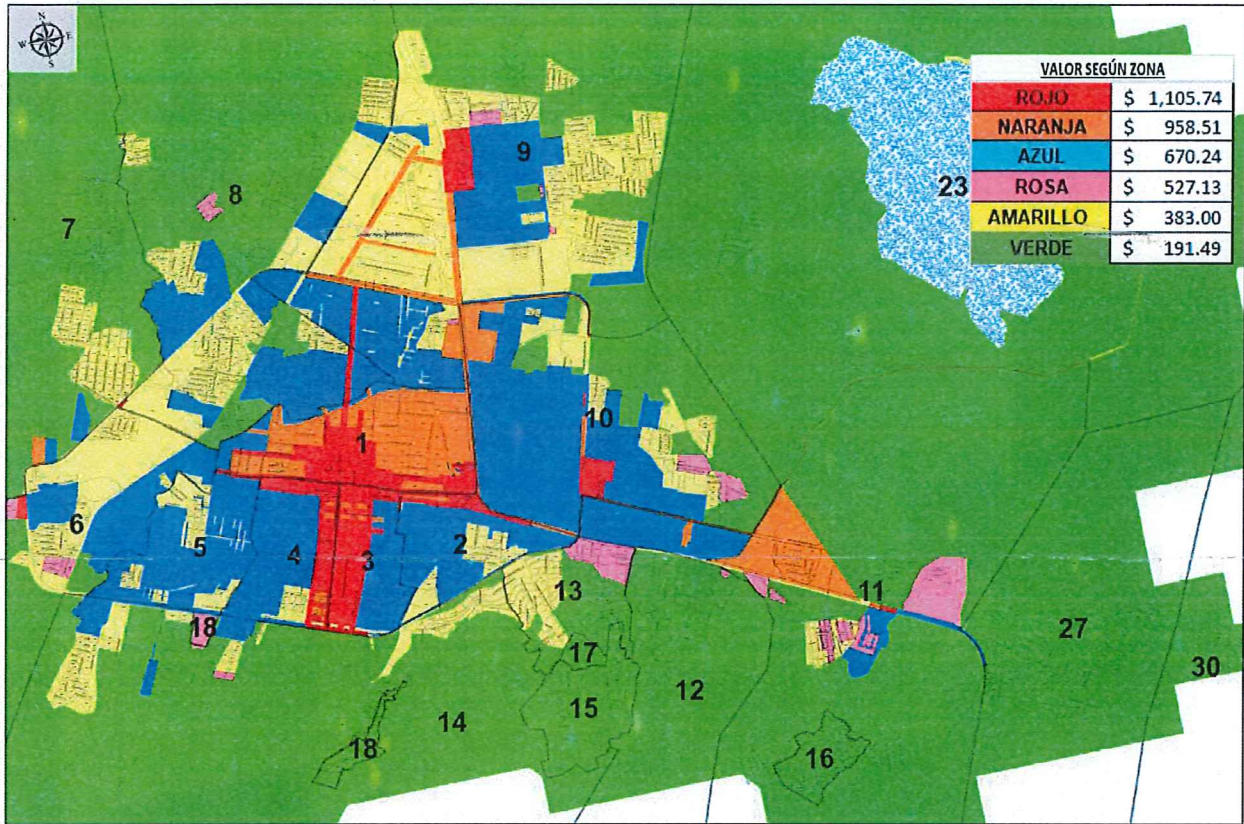 N
W E
S
VALOR SEGÚN ZONA
ROJO $ 1,105.74
NARANJA $ 958.51
AZUL $ 670.24
ROSA $ 527.13
AMARILLO $ 383.00
VERDE $ 191.49
9
23
8
7
10
1
6
5
4
3
2
13
11
18
17
27
12
30
15
14
18
16